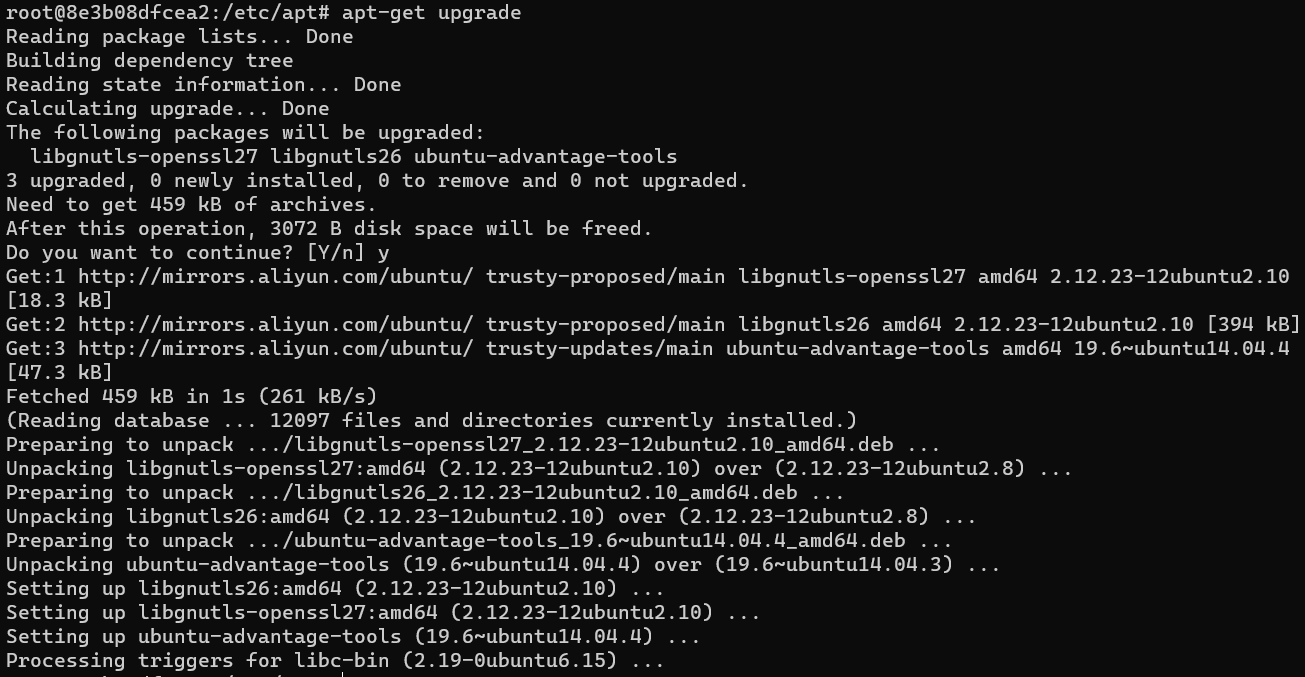 root@8e3b08dfcea2:/etc/apt# apt-get upgrade
Reading package lists... Done
Building dependency tree
Reading state information... Done
Calculating upgrade... Done
The following packages will be upgraded:
  libgnutls-openssl27 libgnutls26 ubuntu-advantage-tools
3 upgraded, 0 newly installed, 0 to remove and 0 not upgraded.
Need to get 459 kB of archives.
After this operation, 3072 B disk space will be freed.
Do you want to continue? [Y/n] y
Get:1 http://mirrors.aliyun.com/ubuntu/ trusty-proposed/main libgnutls-openssl27 amd64 2.12.23-12ubuntu2.10
[18.3 kB]
Get:2 http://mirrors.aliyun.com/ubuntu/ trusty-proposed/main libgnutls26 amd64 2.12.23-12ubuntu2.10 [394 kB]
Get:3 http://mirrors.aliyun.com/ubuntu/ trusty-updates/main ubuntu-advantage-tools amd64 19.6~ubuntu14.04.4
[47.3 kB]
Fetched 459 kB in 1s (261 kB/s)
(Reading database ... 12097 files and directories currently installed.)
Preparing to unpack .../libgnutls-openssl27_2.12.23-12ubuntu2.10_amd64.deb ...
Unpacking libgnutls-openssl27:amd64 (2.12.23-12ubuntu2.10) over (2.12.23-12ubuntu2.8) ...
Preparing to unpack .../libgnutls26_2.12.23-12ubuntu2.10_amd64.deb ...
Unpacking libgnutls26:amd64 (2.12.23-12ubuntu2.10) over (2.12.23-12ubuntu2.8) ...
Preparing to unpack .../ubuntu-advantage-tools_19.6~ubuntu14.04.4_amd64.deb ...
Unpacking ubuntu-advantage-tools (19.6~ubuntu14.04.4) over (19.6~ubuntu14.04.3) ...
Setting up libgnutls26:amd64 (2.12.23-12ubuntu2.10) ...
Setting up libgnutls-openssl27:amd64 (2.12.23-12ubuntu2.10) ...
Setting up ubuntu-advantage-tools (19.6~ubuntu14.04.4) ...
Processing triggers for libc-bin (2.19-0ubuntu6.15) ...